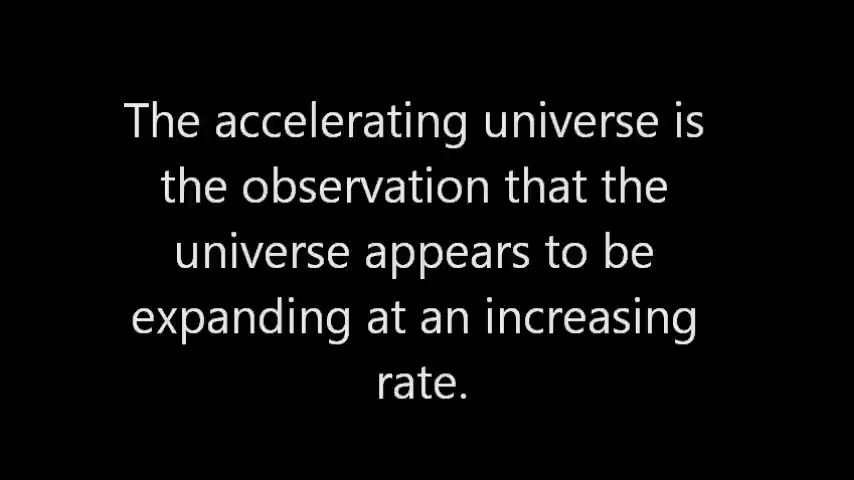 The accelerating universe is
the observation that the
universe appears to be
expanding at an increasing
rate.